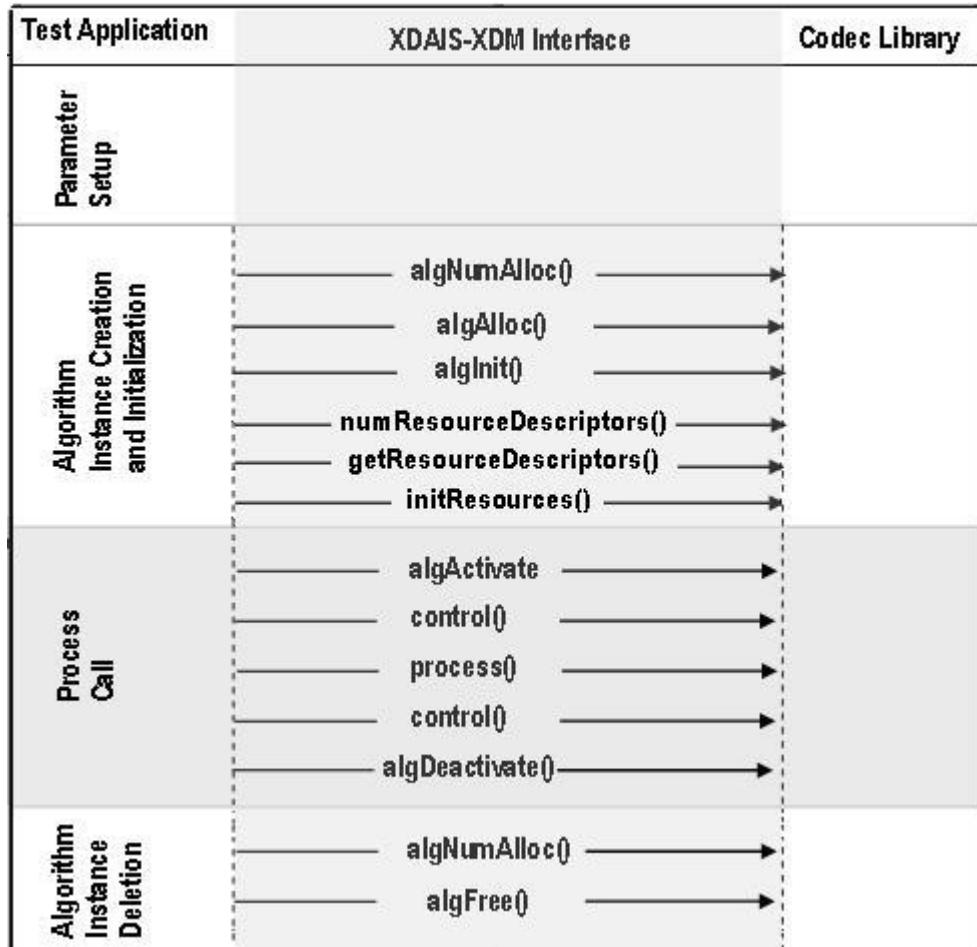 Test Application
XDAIS-XDM Interface
Codec Library
Parameter
Setup
Algorithm
Instance Creation
and Initialization
algNumAlloc()
algAlloc()
algInit()
numResourceDescriptors()
getResourceDescriptors()
initResources()
Process
Call
algActivate
control()
process()
control()
algDeactivate()
Algorithm
Instance
Deletion
algNumAlloc()
algFree()